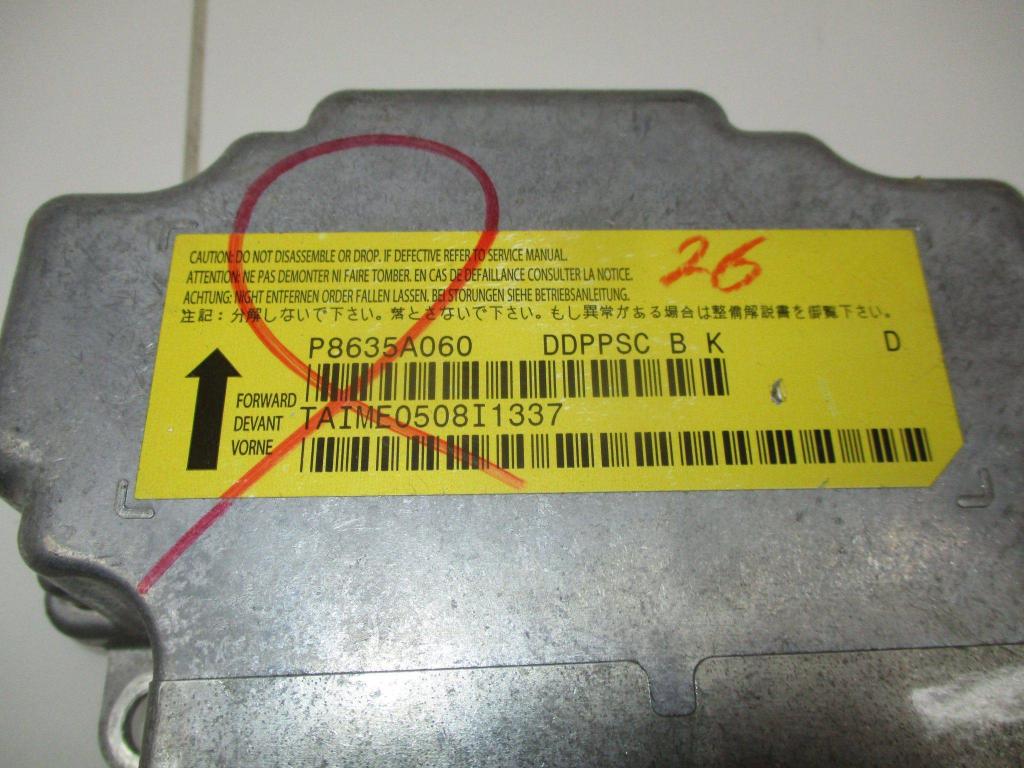 26
CAUTION: DO NOT DISASSEMBLE OR DROP. IF DEFECTIVE REFER TO SERVICE MANUAL.
ATTENTION: NE PAS DEMONTER NI FAIRE TOMBER. EN CAS DE DEFAILLANCE CONSULTER LA NOTICE.
ACHTUNG: NIGHT ENTFERNEN ORDER FALLEN LASSEN. BEI STORUNGEN SIEHE BETRIEBSANLEITUNG.
注記：分解しないで下さい。落とさないで下さい。もし異常がある場合は整備解説書を御覧下さい。
P8635A060 DDPPSC B K D
FORWARD
DEVANT
VORNE
TAIME0508I1337